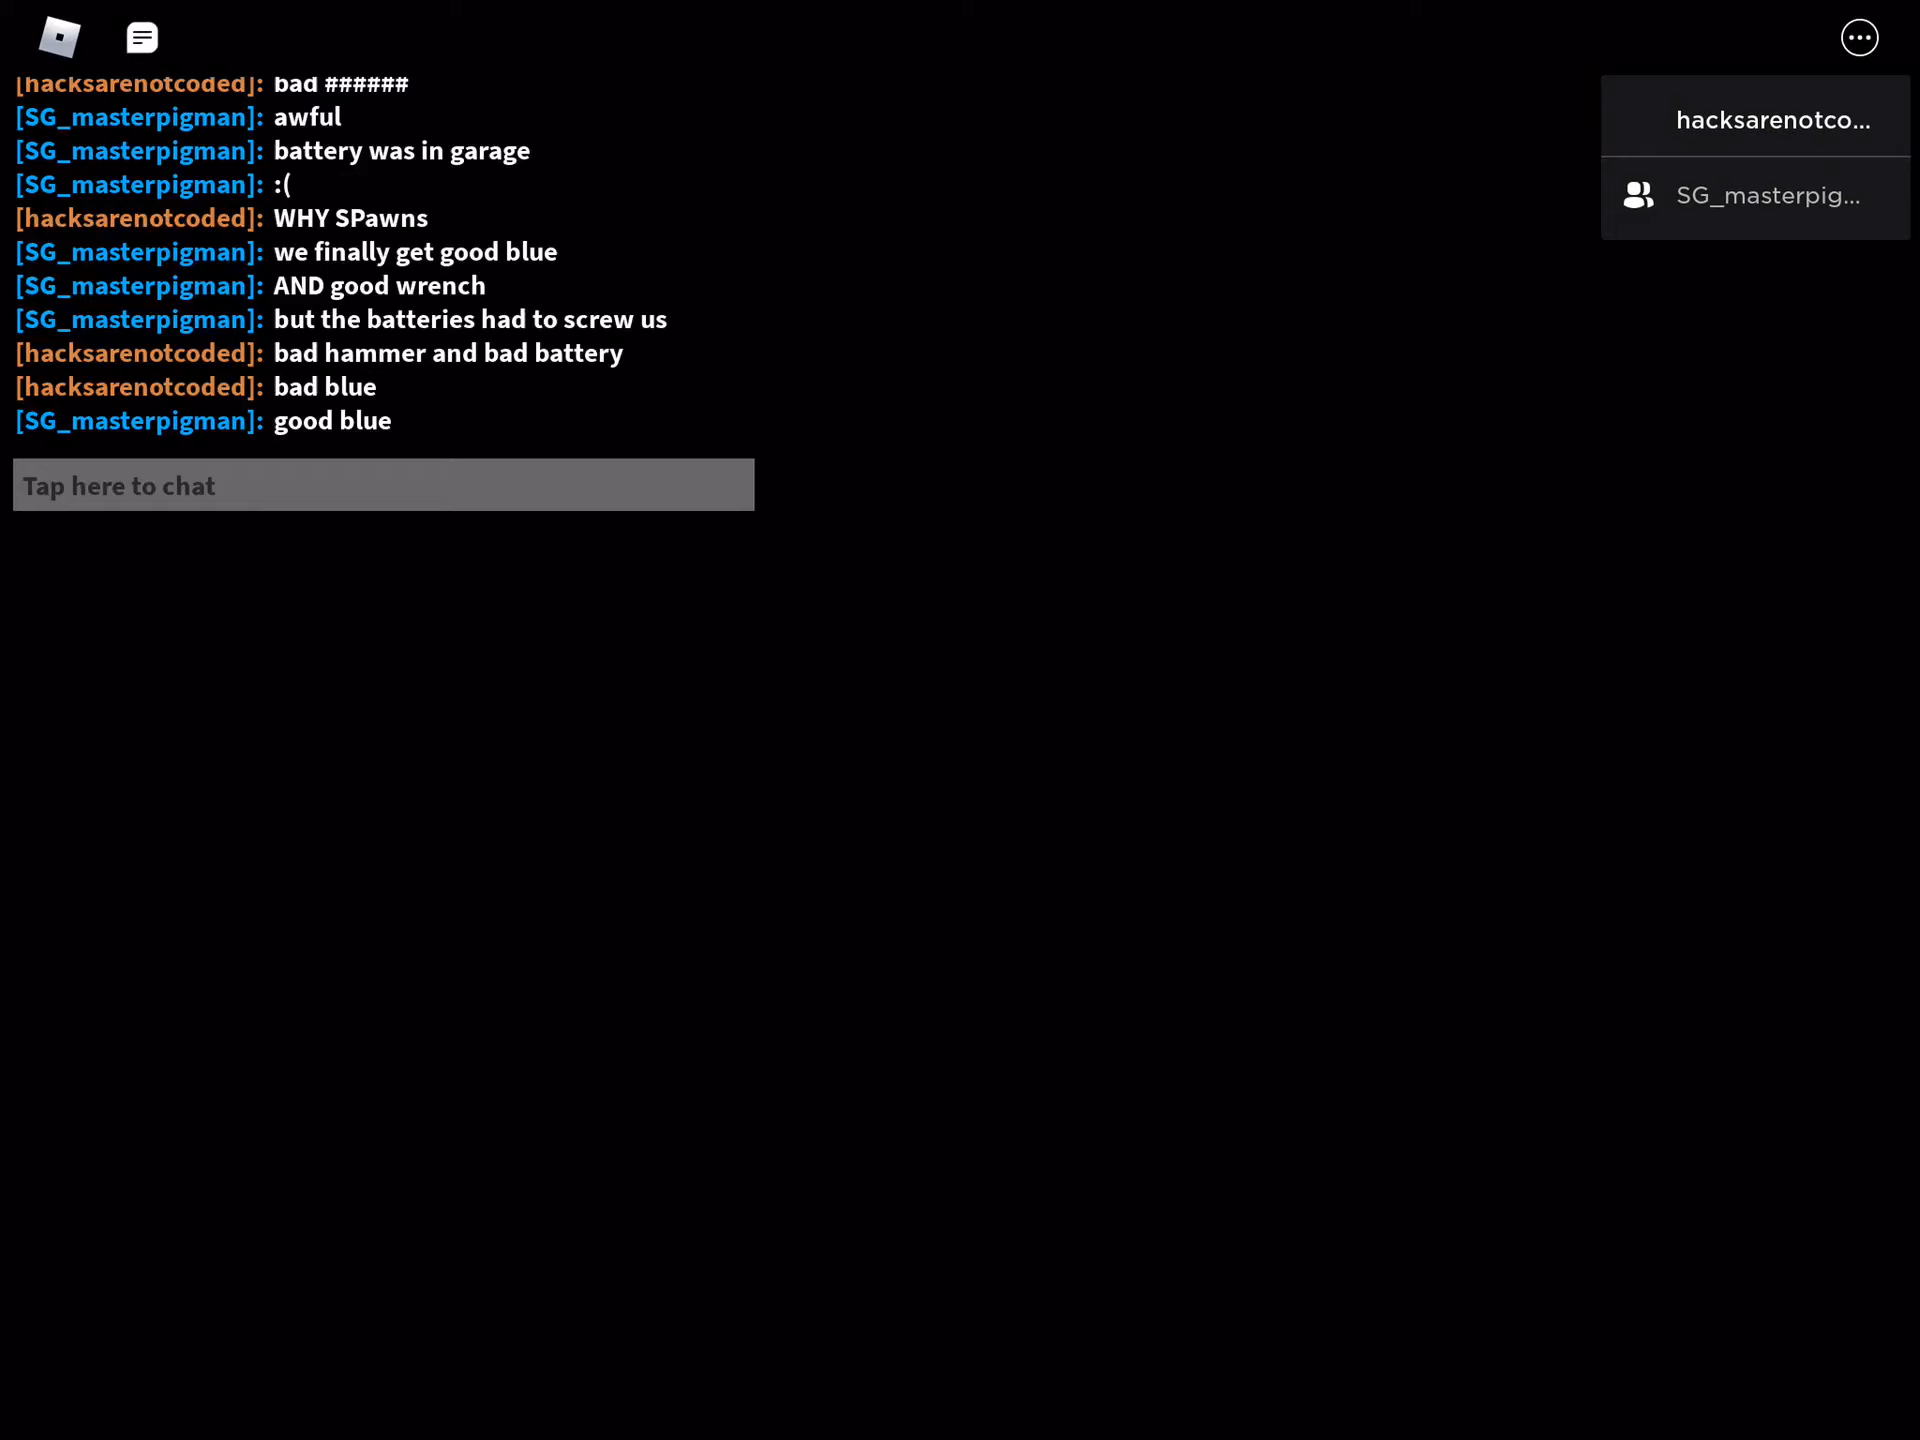 [hacksarenotcoded]: bad ######
[SG_masterpigman]: awful
[SG_masterpigman]: battery was in garage
[SG_masterpigman]: :(
[hacksarenotcoded]: WHY SPawns
[SG_masterpigman]: we finally get good blue
[SG_masterpigman]: AND good wrench
[SG_masterpigman]: but the batteries had to screw us
[hacksarenotcoded]: bad hammer and bad battery
[hacksarenotcoded]: bad blue
[SG_masterpigman]: good blue
Tap here to chat
hacksarenotco...
SG_masterpig...